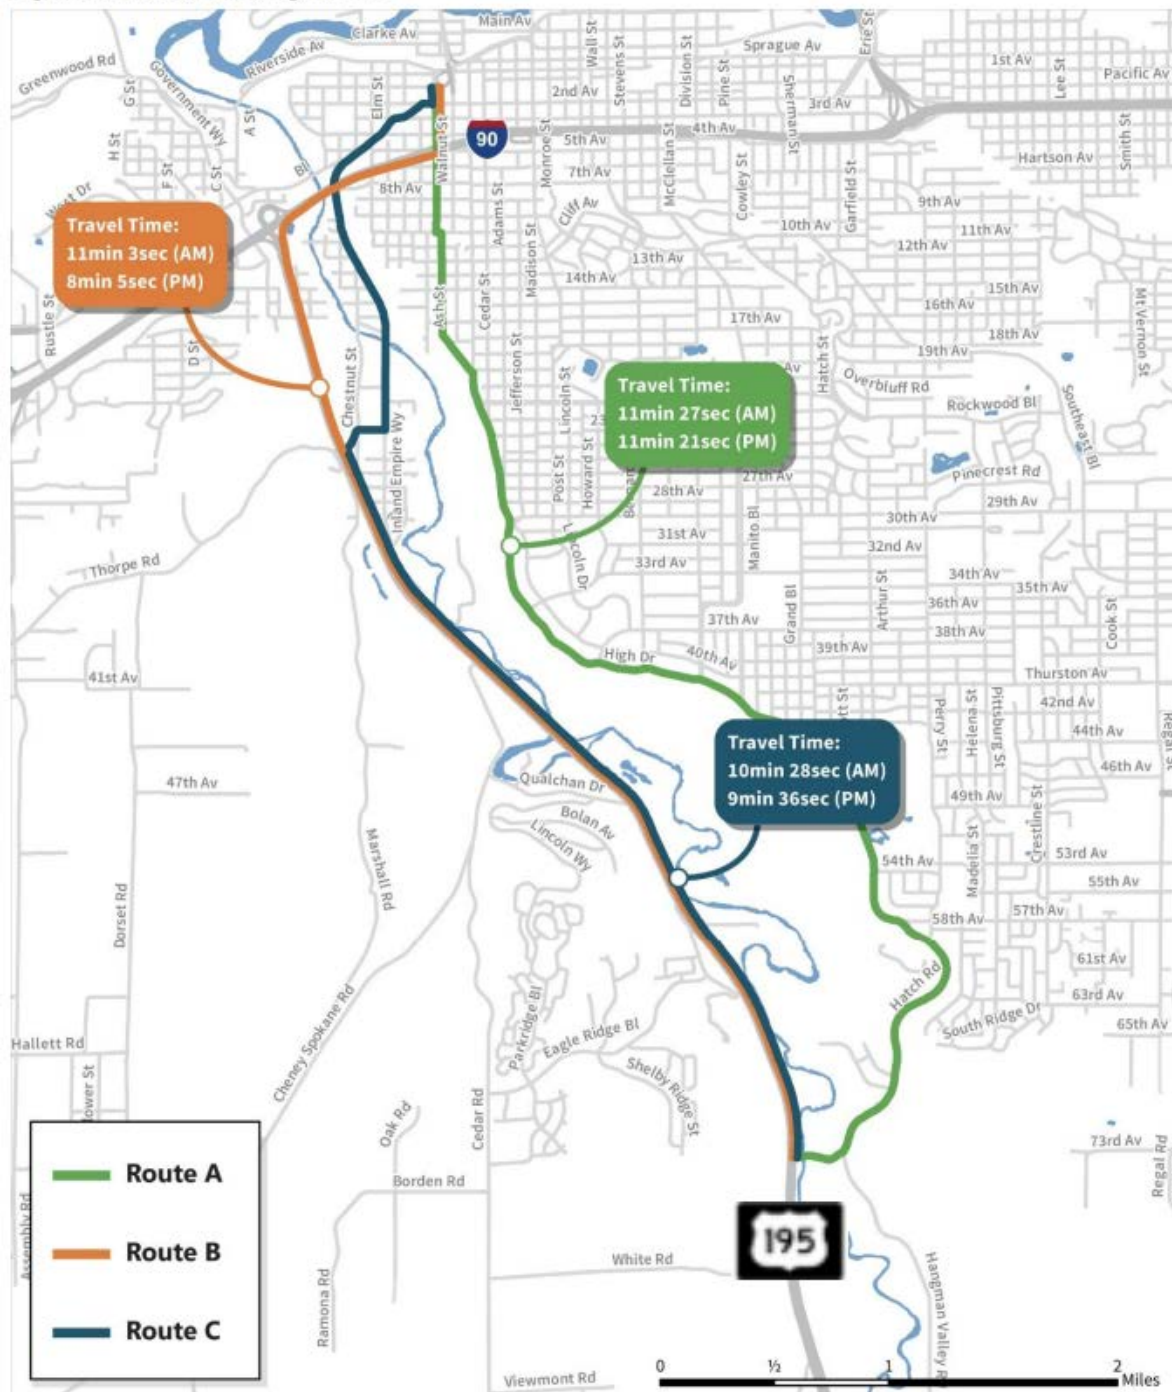 Main Av
Clarke Av
Riverside Av
Greenwood Rd
Government Wy
G St
A St
Elm St
Wall St
Stevens St
Division St
Pine St
Sprague Av
Erie St
1st Av
Lee St
Pacific Av
2nd Av
Sherman St
3rd Av
H St
Walnut St
90
Monroe St
5th Av
4th Av
Smith St
Hartson Av
F St
C St
Bl
8th Av
7th Av
McClellan St
Cowley St
Garfield St
West Dr
Adams St
Cliff Av
9th Av
10th Av
11th Av
12th Av
Travel Time:
11min 3sec (AM)
8min 5sec (PM)
Madison St
13th Av
14th Av
Rustle St
Ash St
Cedar St
15th Av
16th Av
Mt Vernon St
17th Av
18th Av
D St
Chestnut St
Jefferson St
Lincoln St
Av
Hatch St
19th Av
Overbluff Rd
Rockwood Bl
Southeast Bl
Travel Time:
11min 27sec (AM)
11min 21sec (PM)
23
Inland Empire Wy
Post St
Howard St
27th Av
28th Av
Pinecrest Rd
29th Av
30th Av
Manito Bl
31st Av
32nd Av
Lincoln Dr
33rd Av
Thorpe Rd
34th Av
35th Av
Grand Bl
Arthur St
36th Av
Cook St
37th Av
38th Av
39th Av
High Dr
40th Av
41st Av
Thurston Av
42nd Av
tt St
Perry St
Helena St
Pittsburg St
44th Av
Regal St
46th Av
Travel Time:
10min 28sec (AM)
9min 36sec (PM)
47th Av
Qualchan Dr
49th Av
Bolan Av
Lincoln Wy
Crestline St
Madelia St
53rd Av
54th Av
55th Av
Marshall Rd
Dorset Rd
57th Av
58th Av
61st Av
Hatch Rd
63rd Av
South Ridge Dr
65th Av
Cheney Spokane Rd
Parkridge Bl
Eagle Ridge Bl
Hallett Rd
Shelby Ridge St
lower St
Oak Rd
Cedar Rd
73rd Av
Regal Rd
Borden Rd
Assembly Rd
Ramona Rd
195
White Rd
Hangman Valley R
Viewmont Rd
Route A
Route B
Route C
0 ½ 1 2
Miles